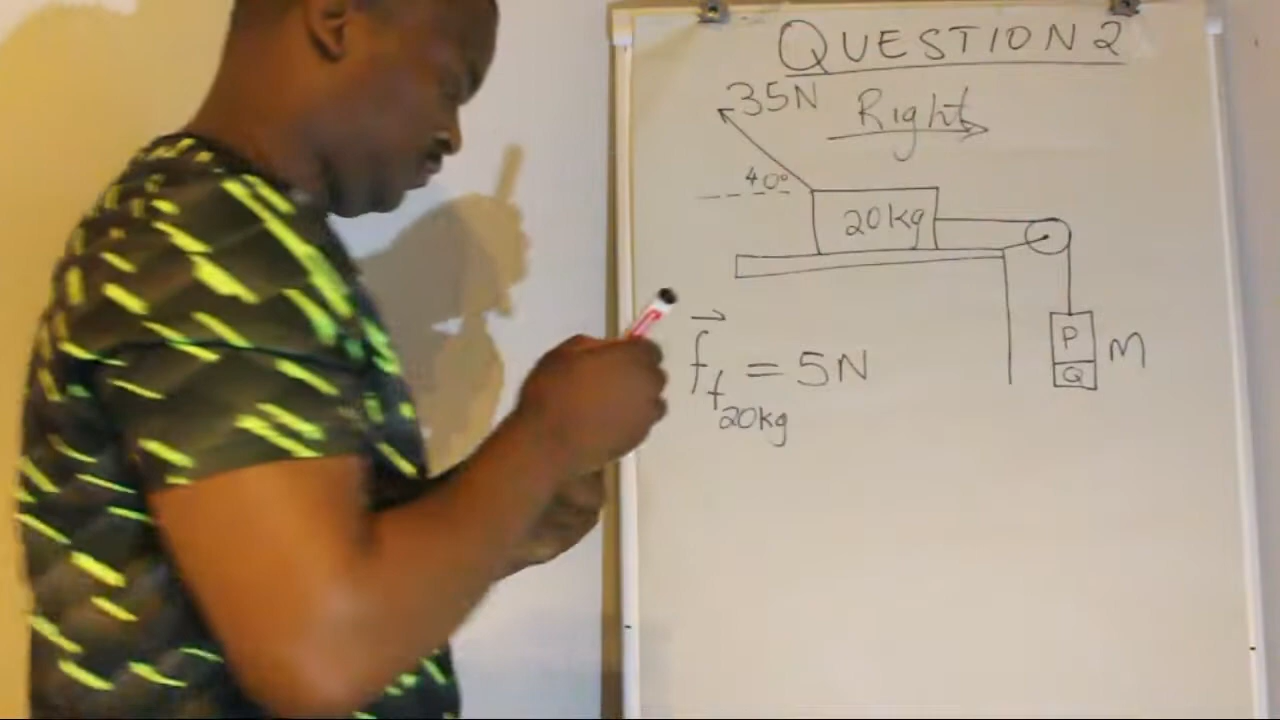 QUESTION 2
35N
Right
40°
20kg
P
M
Q
f
f
= 5N
20kg